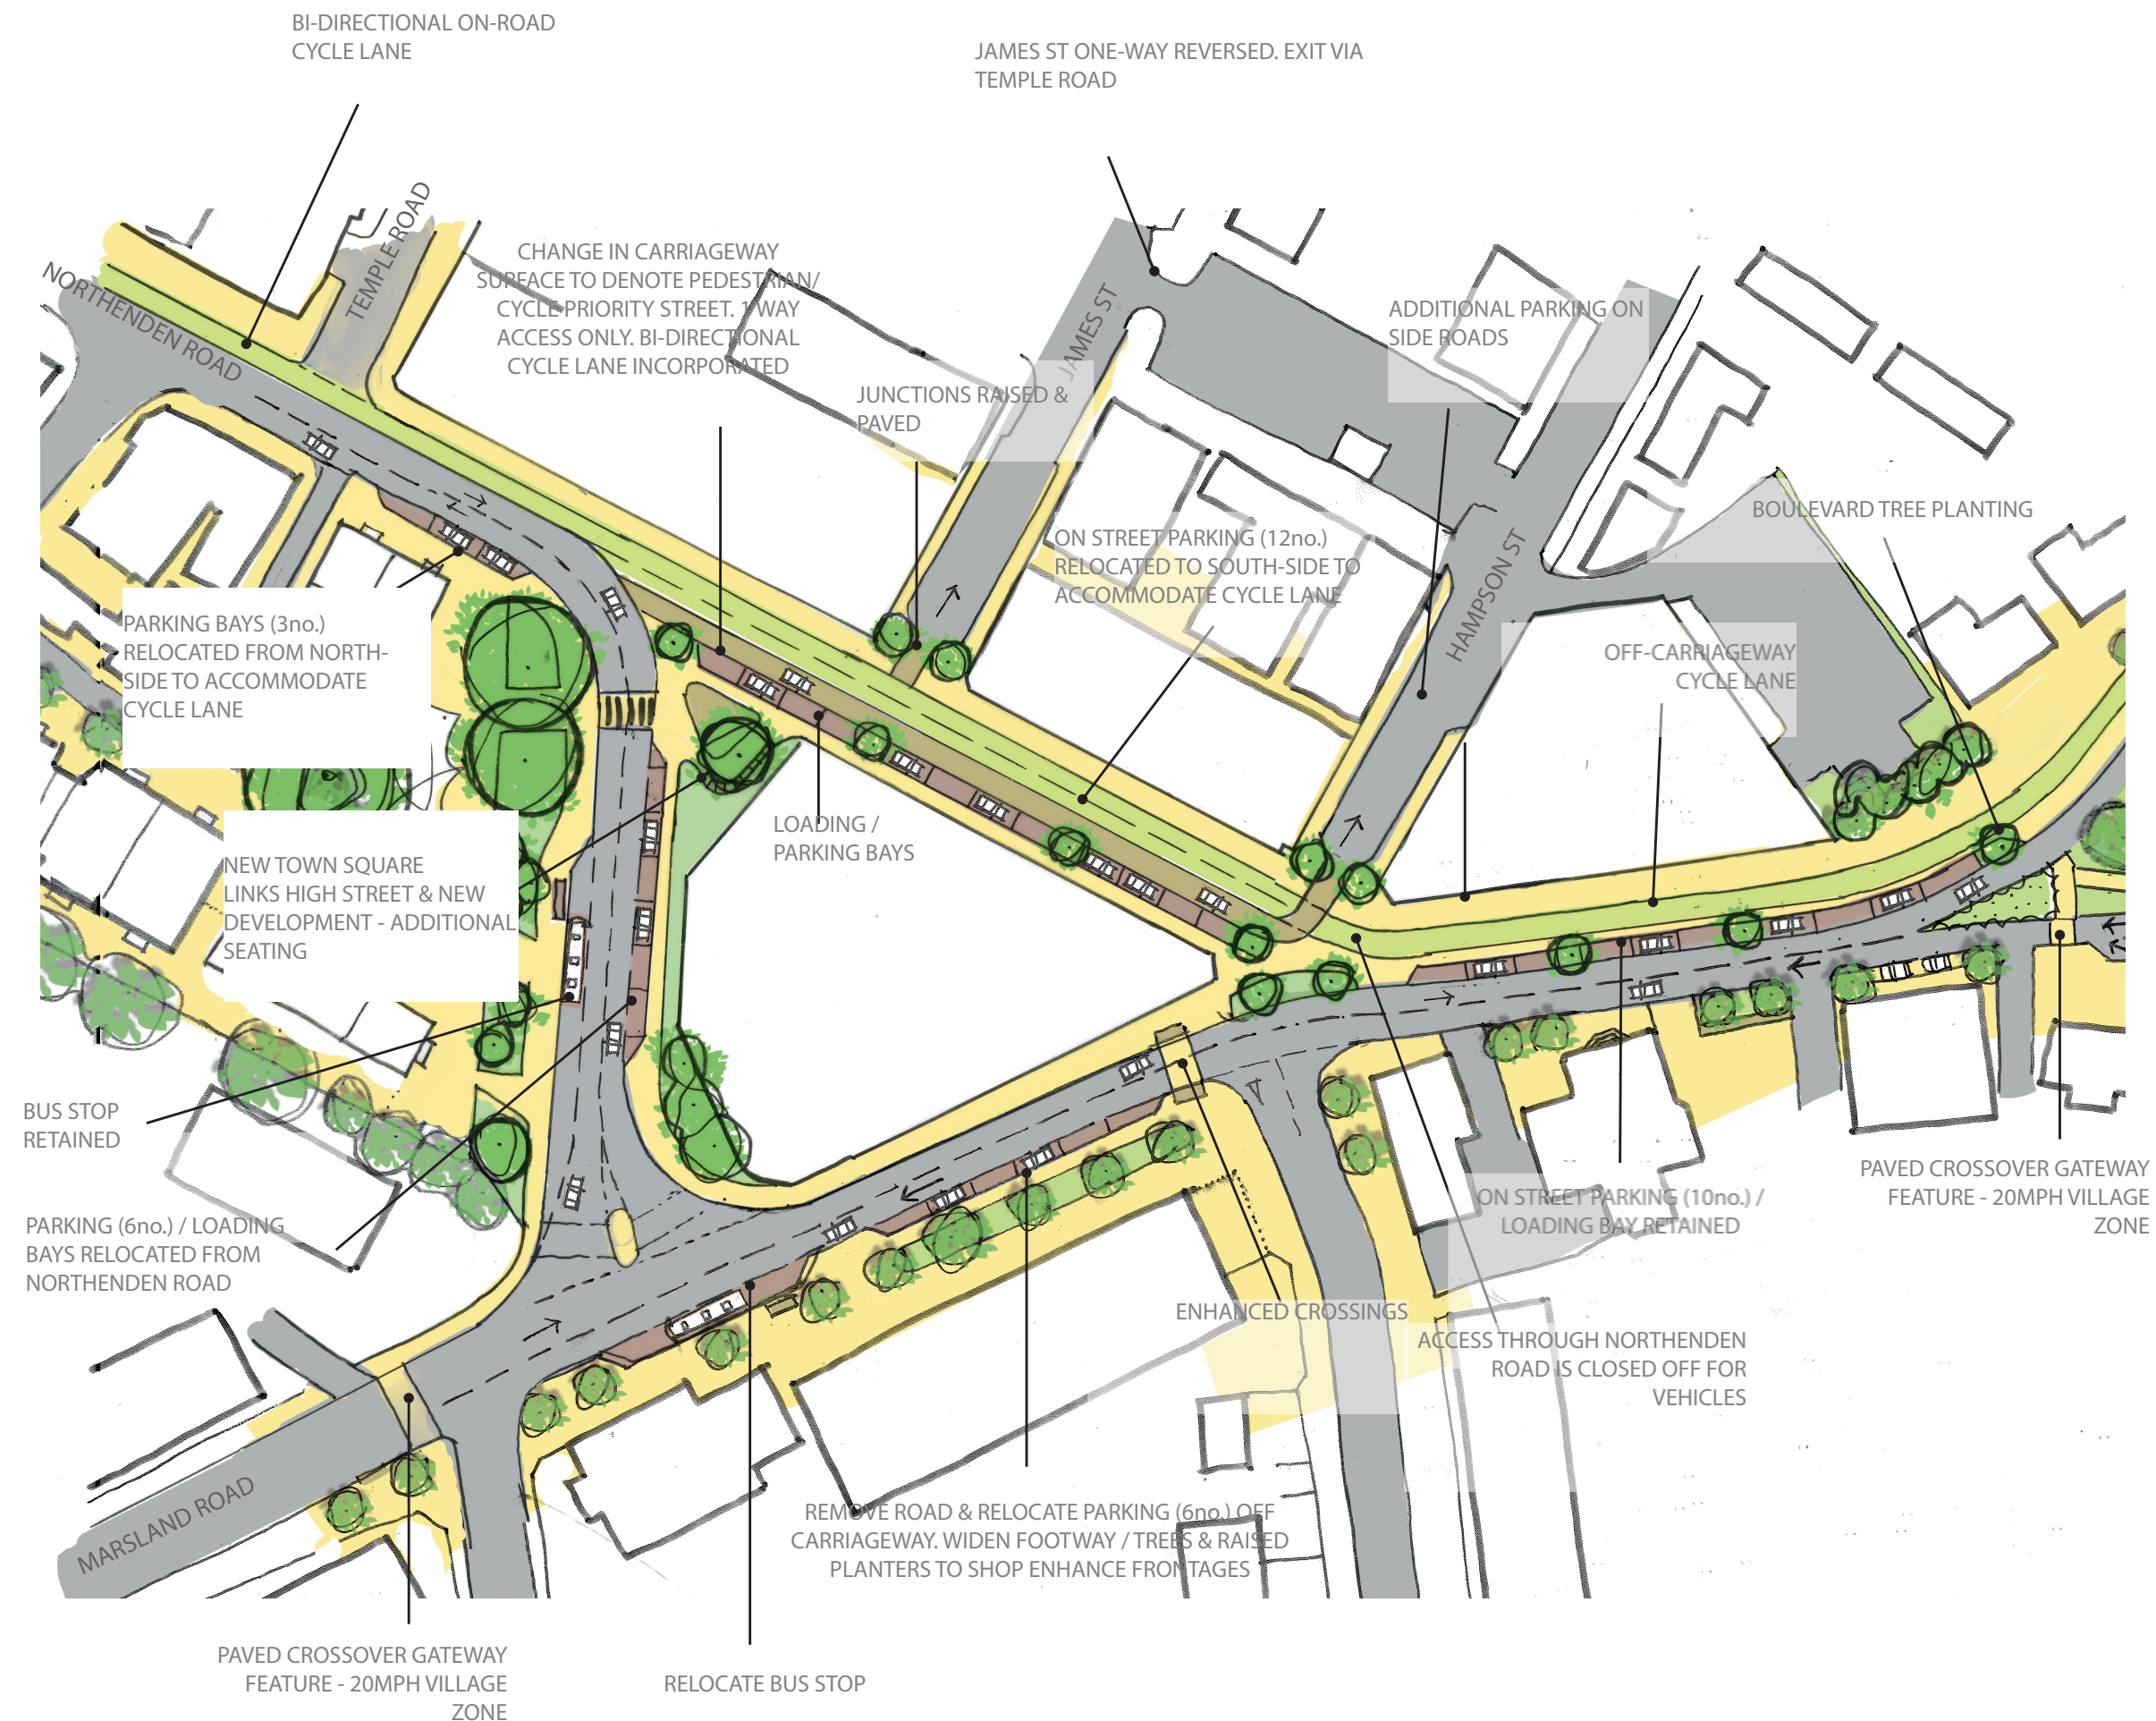 BI-DIRECTIONAL ON-ROAD
CYCLE LANE
JAMES ST ONE-WAY REVERSED. EXIT VIA
TEMPLE ROAD
TEMPLE ROAD
NORTHENDEN ROAD
CHANGE IN CARRIAGEWAY
SURFACE TO DENOTE PEDESTRIAN/
CYCLE PRIORITY STREET. 1 WAY
ACCESS ONLY. BI-DIRECTIONAL
CYCLE LANE INCORPORATED
JAMES ST
ADDITIONAL PARKING ON
SIDE ROADS
JUNCTIONS RAISED &
PAVED
BOULEVARD TREE PLANTING
ON STREET PARKING (12no.)
RELOCATED TO SOUTH-SIDE TO
ACCOMMODATE CYCLE LANE
HAMPSON ST
PARKING BAYS (3no.)
RELOCATED FROM NORTH-
SIDE TO ACCOMMODATE
CYCLE LANE
OFF-CARRIAGEWAY
CYCLE LANE
LOADING /
PARKING BAYS
NEW TOWN SQUARE
LINKS HIGH STREET & NEW
DEVELOPMENT - ADDITIONAL
SEATING
BUS STOP
RETAINED
PAVED CROSSOVER GATEWAY
FEATURE - 20MPH VILLAGE
ZONE
ON STREET PARKING (10no.) /
LOADING BAY RETAINED
PARKING (6no.) / LOADING
BAYS RELOCATED FROM
NORTHENDEN ROAD
ENHANCED CROSSINGS
ACCESS THROUGH NORTHENDEN
ROAD IS CLOSED OFF FOR
VEHICLES
MARSLAND ROAD
REMOVE ROAD & RELOCATE PARKING (6no.) OFF
CARRIAGEWAY. WIDEN FOOTWAY / TREES & RAISED
PLANTERS TO SHOP ENHANCE FRONTAGES
PAVED CROSSOVER GATEWAY
FEATURE - 20MPH VILLAGE
ZONE
RELOCATE BUS STOP